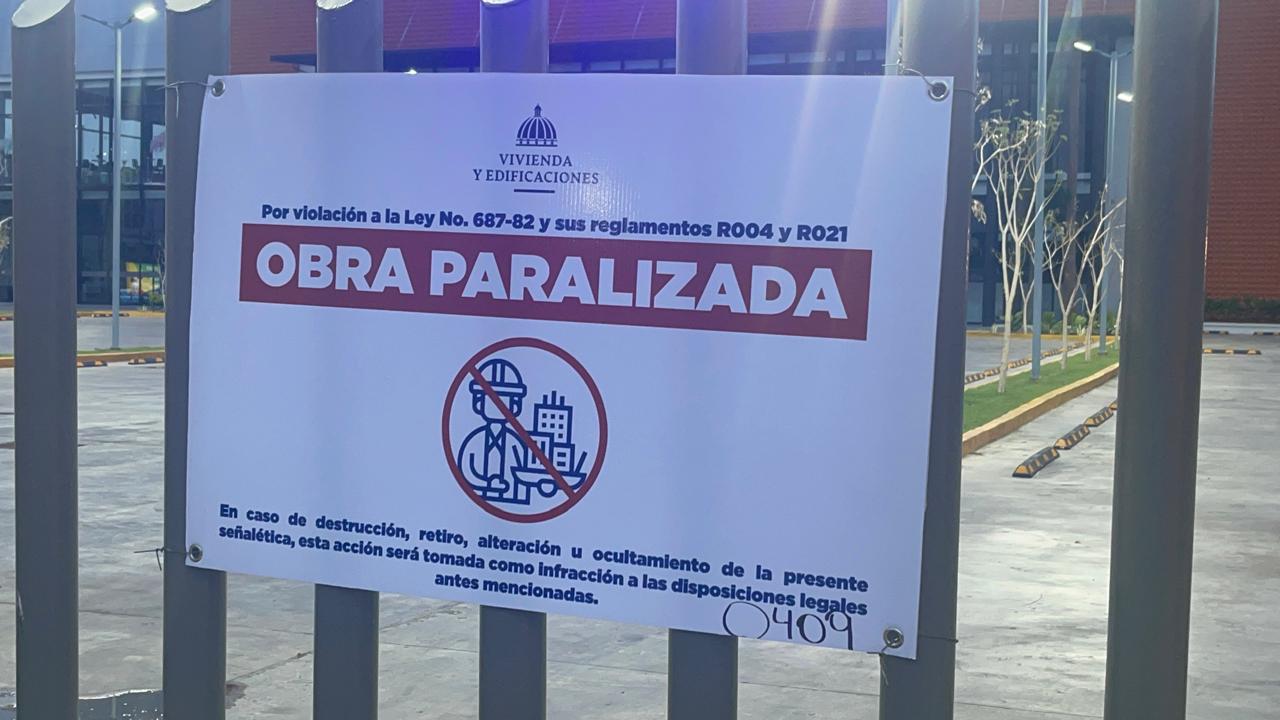 VIVIENDA
Y EDIFICACIONES
Por violación a la Ley No. 687-82 y sus reglamentos R004 y R021
OBRA PARALIZADA
En caso de destrucción, retiro, alteración u ocultamiento de la presente
señalética, esta acción será tomada como infracción a las disposiciones legales
antes mencionadas.
0409